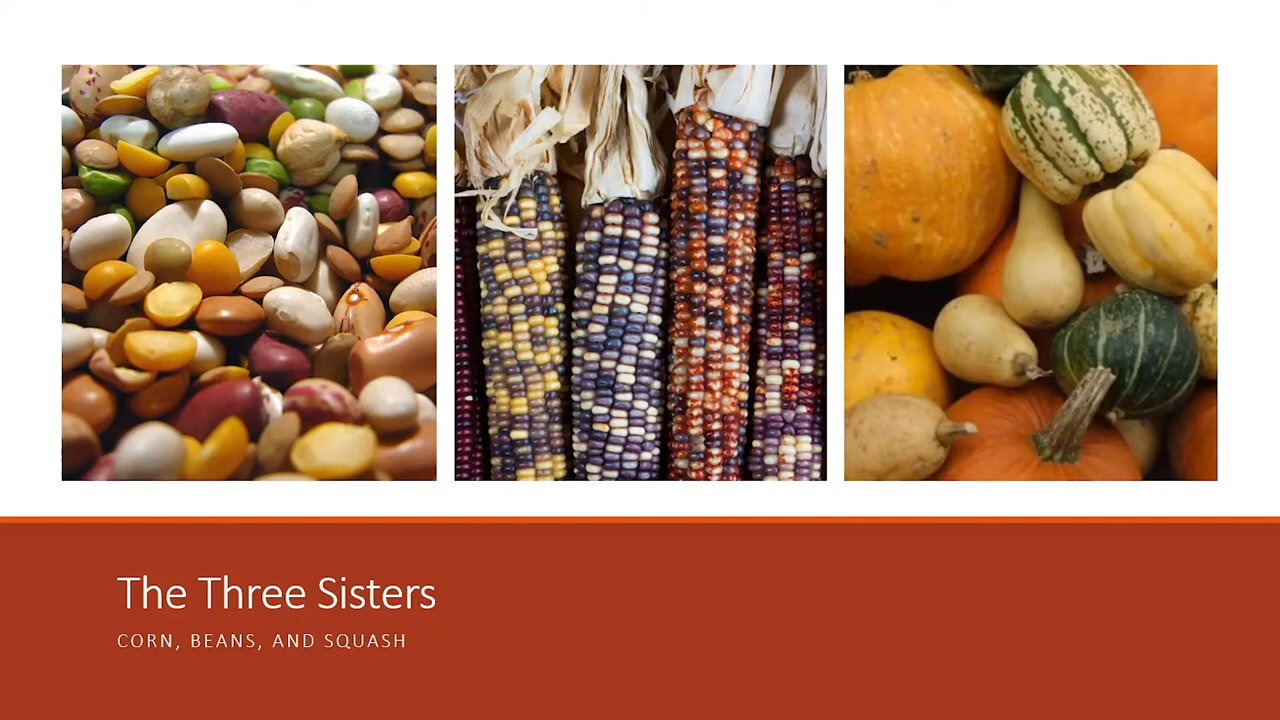 The Three Sisters
CORN, BEANS, AND SQUASH